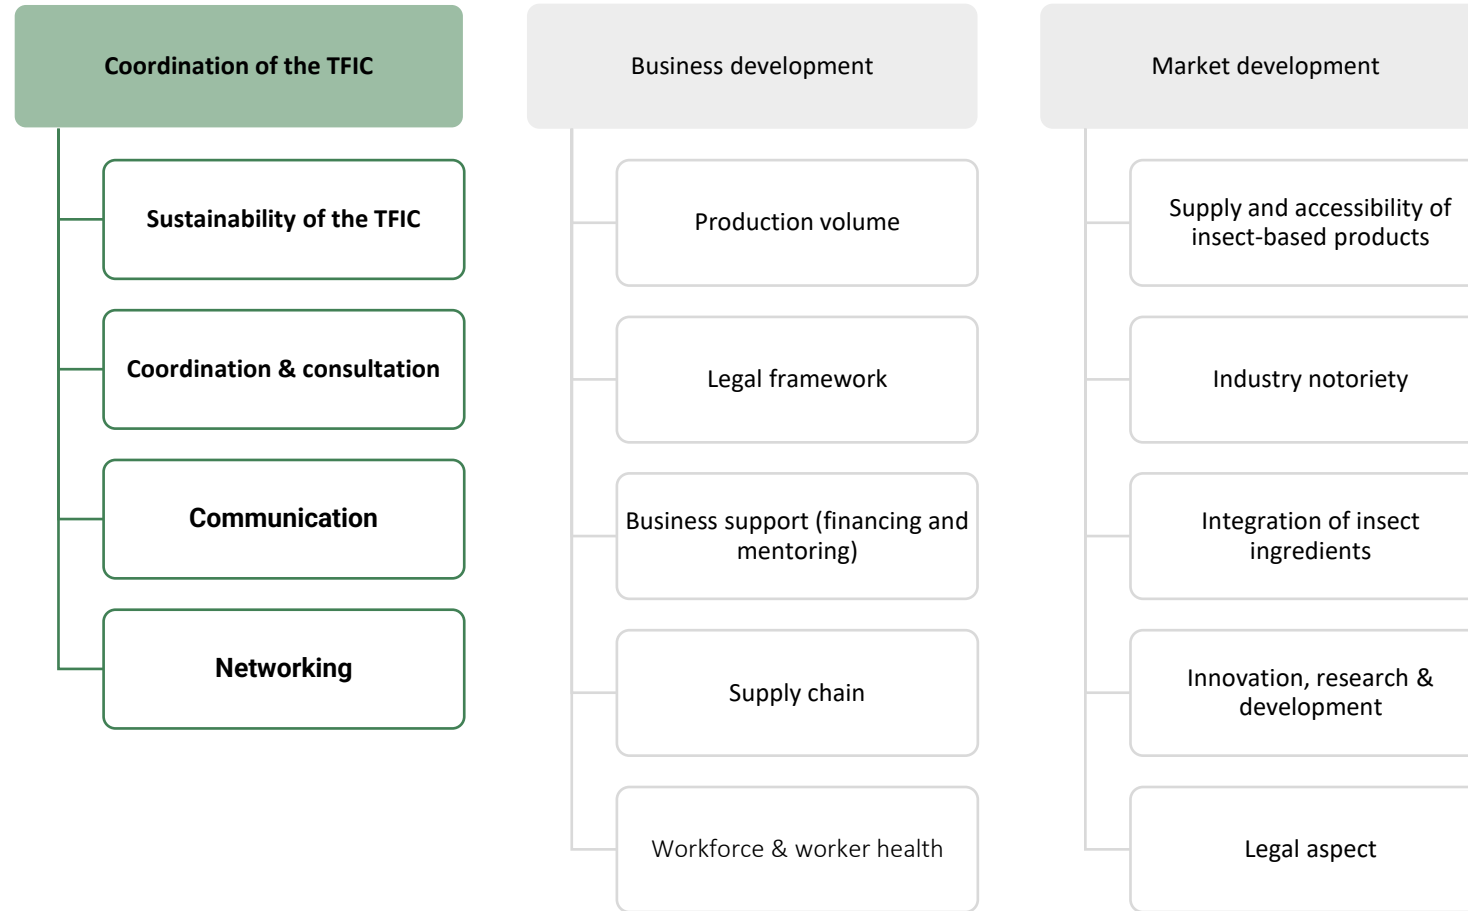 Coordination of the TFIC
Sustainability of the TFIC
Coordination & consultation
Communication
Networking
Business development
Production volume
Legal framework
Business support (financing and
mentoring)
Supply chain
Workforce & worker health
Market development
Supply and accessibility of
insect-based products
Industry notoriety
Integration of insect
ingredients
Innovation, research &
development
Legal aspect